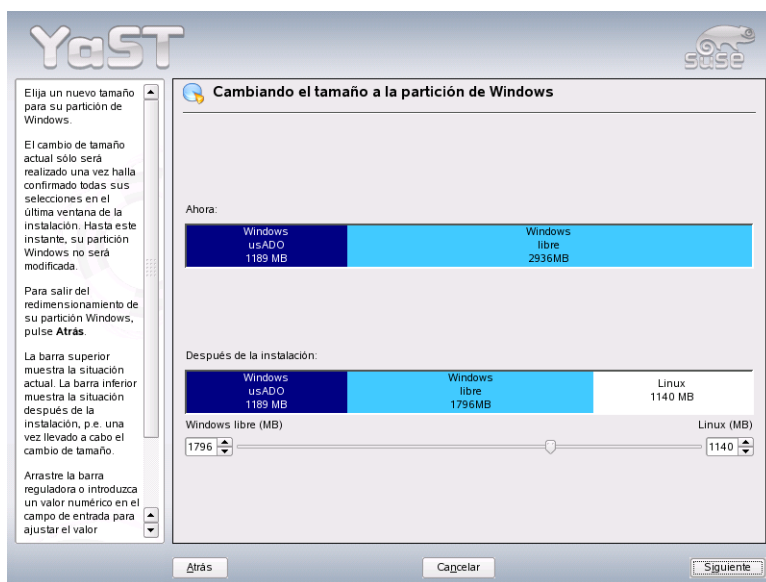 YaST
SUSE
Elija un nuevo tamaño
para su partición de
Windows.
El cambio de tamaño
actual sólo será
realizado una vez halla
confirmado todas sus
selecciones en el
última ventana de la
instalación. Hasta este
instante, su partición
Windows no será
modificada.
Para salir del
redimensionamiento de
su partición Windows,
pulse Atrás.
La barra superior
muestra la situación
actual. La barra inferior
muestra la situación
después de la
instalación, p.e. una
vez llevado a cabo el
cambio de tamaño.
Arrastre la barra
reguladora o introduzca
un valor numérico en el
campo de entrada para
ajustar el valor
Cambiando el tamaño a la partición de Windows
Ahora:
Windows
usADO
1189 MB
Windows
libre
2936MB
Después de la instalación:
Windows
usADO
1189 MB
Windows
libre
1796MB
Linux
1140 MB
Windows libre (MB)
Linux (MB)
1796
1140
Atrás
Cancelar
Siguiente